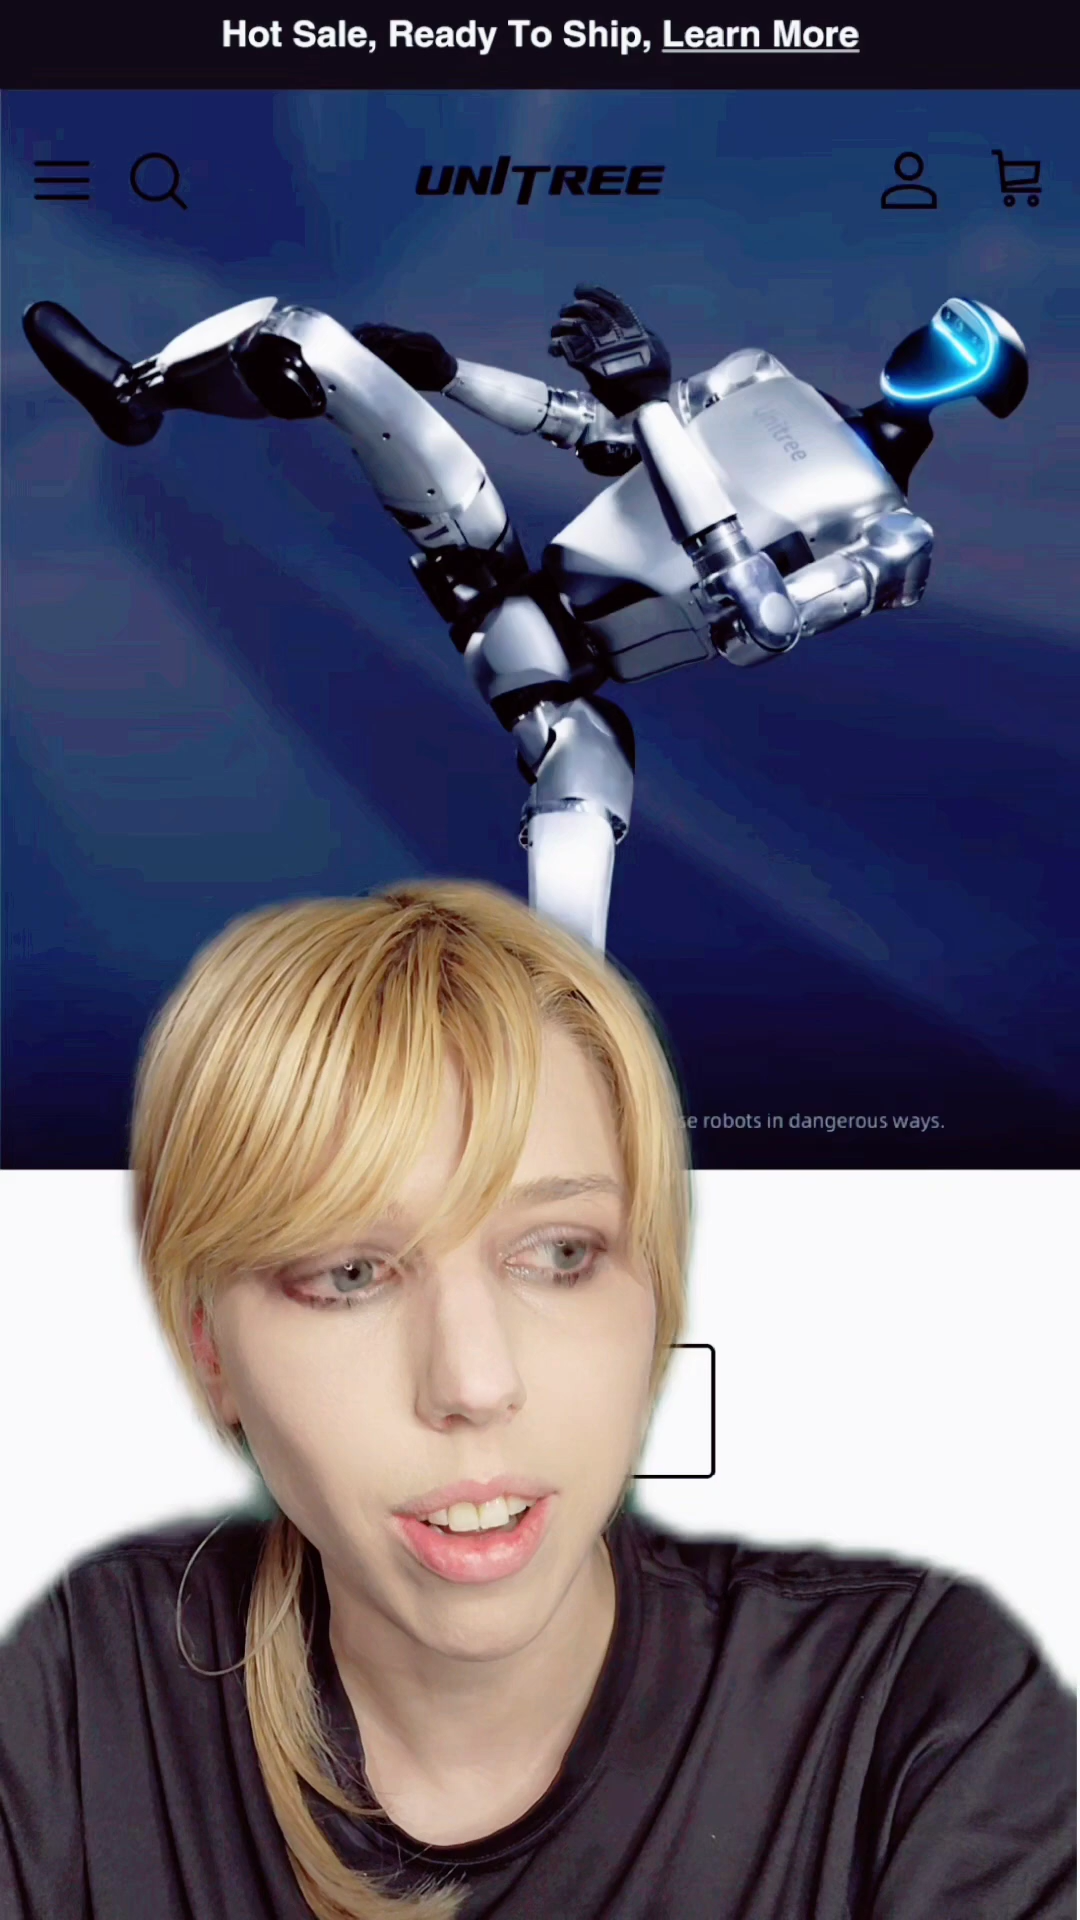 Hot Sale, Ready To Ship, Learn More
UNITREE
Unitree
robots in dangerous ways.